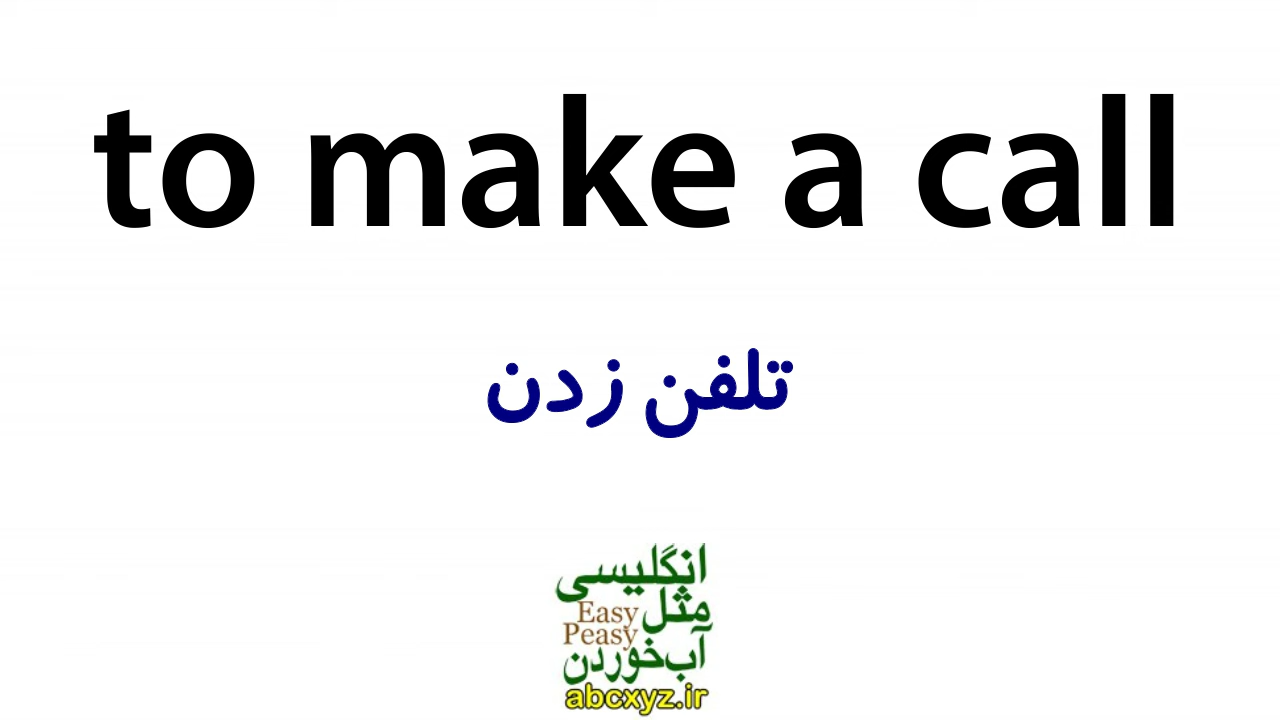 to make a call
تلفن زدن
انگلیسی
مثل
Easy
Peasy
آب خوردن
abcxyz.ir